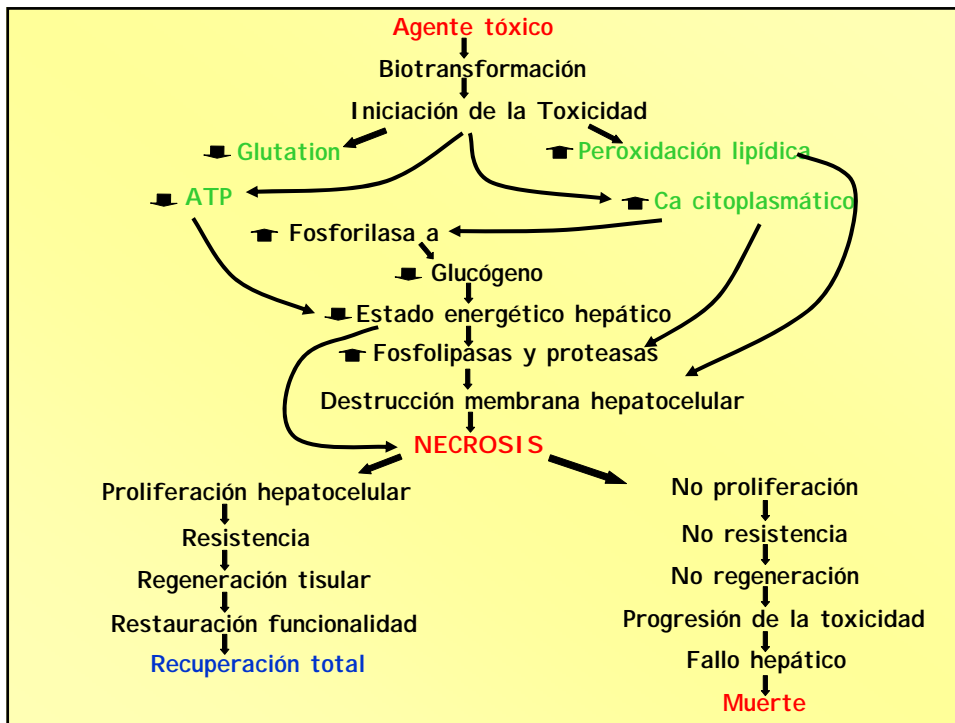 Agente tóxico
Biotransformación
Iniciación de la Toxicidad
Glutation
Peroxidación lipídica
ATP
Ca citoplasmático
Fosforilasa a
Glucógeno
Estado energético hepático
Fosfolipasas y proteasas
Destrucción membrana hepatocelular
NECROSIS
Proliferación hepatocelular
Resistencia
Regeneración tisular
Restauración funcionalidad
Recuperación total
No proliferación
No resistencia
No regeneración
Progresión de la toxicidad
Fallo hepático
Muerte